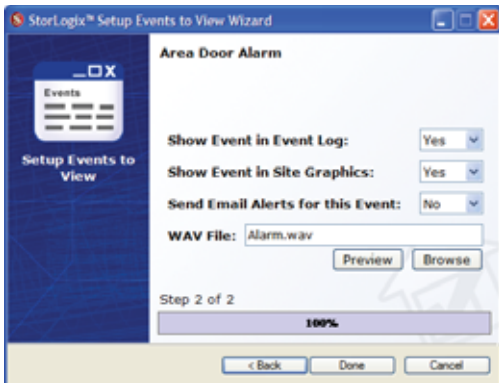 StorLogix™ Setup Events to View Wizard
Events
Setup Events to
View
Area Door Alarm
Show Event in Event Log: Yes
Show Event in Site Graphics: Yes
Send Email Alerts for this Event: No
WAV File: Alarm.wav
Preview Browse
Step 2 of 2
100%
< Back Done Cancel